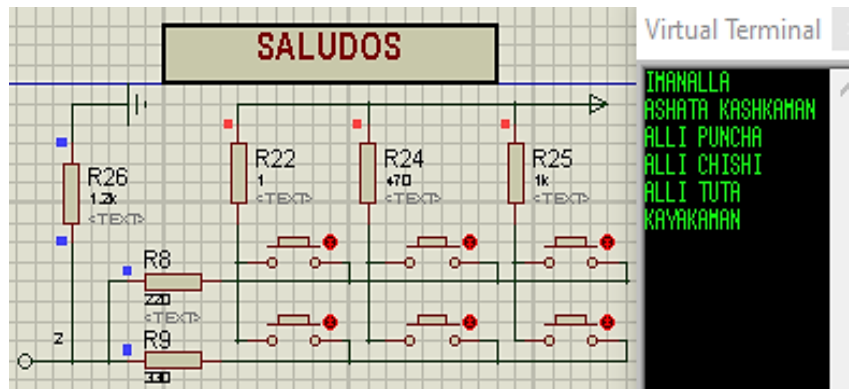 SALUDOS
Virtual Terminal
IMANALLA
ASHATA KASHKAMAN
ALLI PUNCHA
ALLI CHISHI
ALLI TUTA
KAYAKAMAN
R26
1.2k
<TEXT>
R22
1
<TEXT>
R24
470
<TEXT>
R25
1k
<TEXT>
R8
220
<TEXT>
2
R9
330